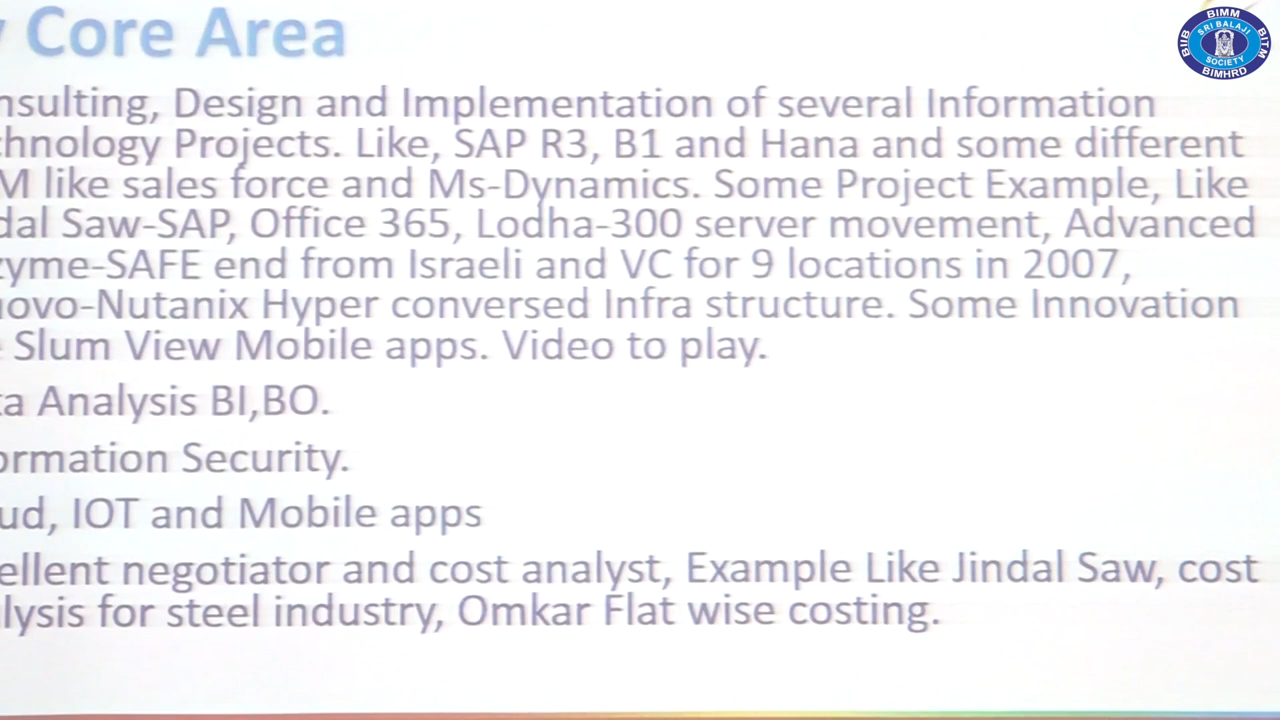 Core Area
nsulting, Design and Implementation of several Information
chnology Projects. Like, SAP R3, B1 and Hana and some different
M like sales force and Ms-Dynamics. Some Project Example, Like
dal Saw-SAP, Office 365, Lodha-300 server movement, Advanced
zyme-SAFE end from Israeli and VC for 9 locations in 2007,
novo-Nutanix Hyper conversed Infra structure. Some Innovation
Slum View Mobile apps. Video to play.
ta Analysis BI,BO.
ormation Security.
ud, IOT and Mobile apps
ellent negotiator and cost analyst, Example Like Jindal Saw, cost
lysis for steel industry, Omkar Flat wise costing.
BIMM
BIIB
SRI BALAJI
SOCIETY
BITM
BIMHRD